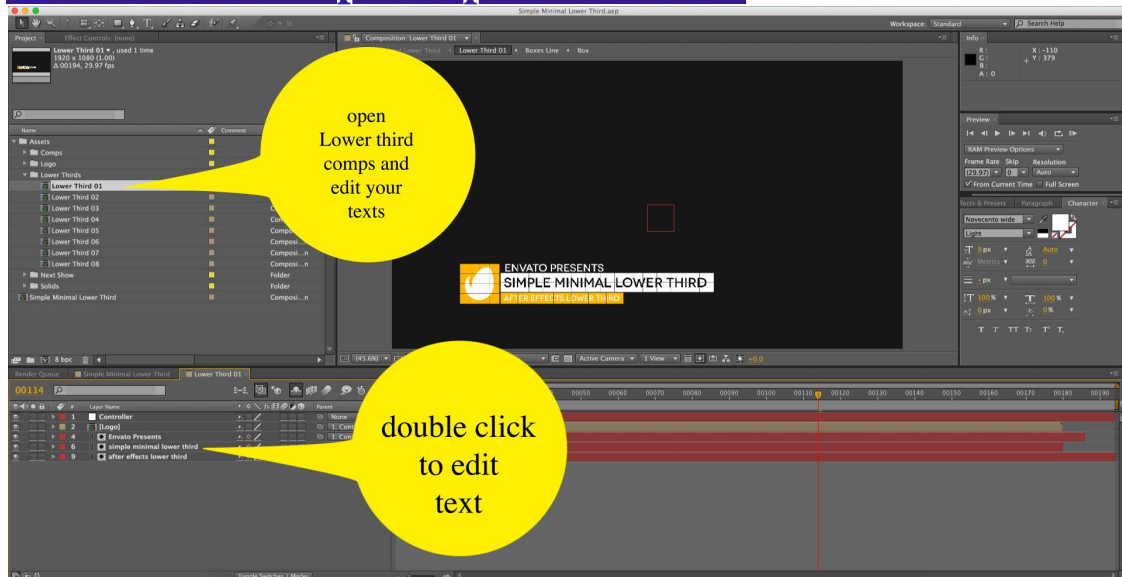 Simple Minimal Lower Third.aep
Workspace: Standard
Search Help
Project
Effect Controls: (none)
Composition: Lower Third 01
Info
Lower Third 01 ▾, used 1 time
1920 x 1080 (1.00)
Δ 00194, 29.97 fps
Lower Third 01
Boxes Line
Box
R :
G :
B :
A : 0
X : -110
Y : 379
Name
Comment
Assets
Comps
Logo
Lower Thirds
Lower Third 01
Lower Third 02
Lower Third 03
Lower Third 04
Lower Third 05
Lower Third 06
Lower Third 07
Lower Third 08
Composi...n
Next Show
Folder
Solids
Folder
Simple Minimal Lower Third
Composi...n
open
Lower third
comps and
edit your
texts
ENVATO PRESENTS
SIMPLE MINIMAL LOWER THIRD
AFTER EFFECTS LOWER THIRD
Preview
RAM Preview Options
Frame Rate Skip Resolution
(29.97) 0 Auto
From Current Time Full Screen
Paragraph
Character
Novecento wide
Light
9 px
Auto
Metrics
0
- px
100 %
100 %
0 px
0 %
8 bpc
(45.6%)
Active Camera
1 View
+0.0
Render Queue
Simple Minimal Lower Third
Lower Third 01
00114
# Layer Name
Parent
1 Controller
None
2 [Logo]
4 Envato Presents
6 simple minimal lower third
9 after effects lower third
00050 00060 00070 00080 00090 00100 00110 00120 00130 00140 00150 00160 00170 00180 00190
double click
to edit
text
Toggle Switches / Modes